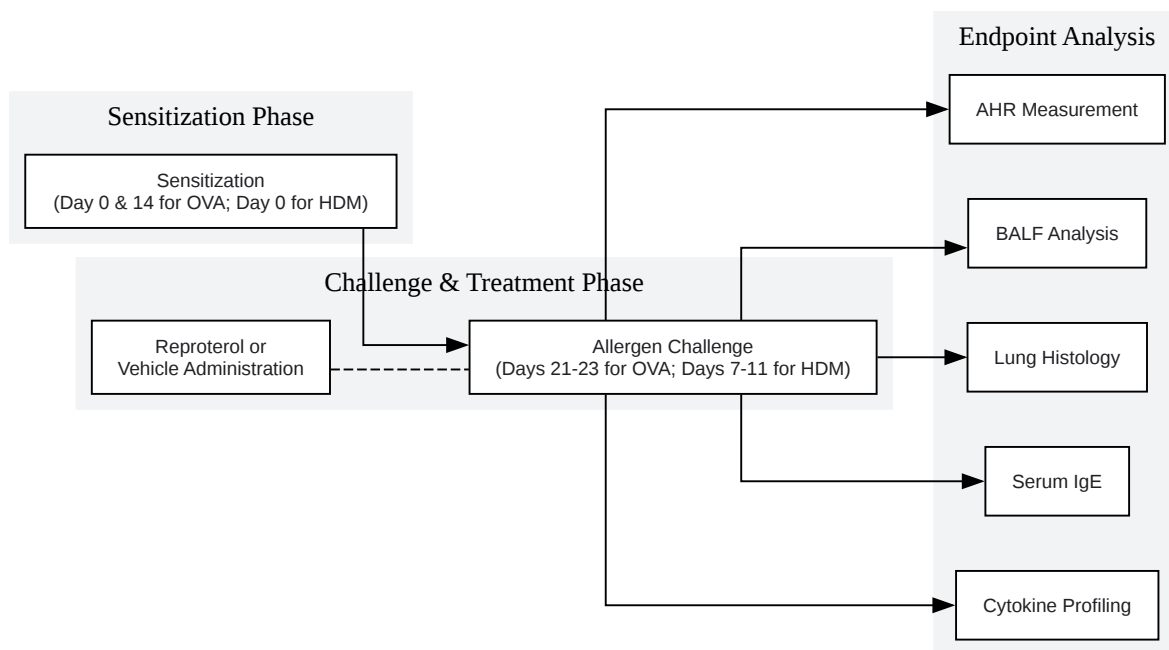 Endpoint Analysis
AHR Measurement
Sensitization Phase
Sensitization
(Day 0 & 14 for OVA; Day 0 for HDM)
BALF Analysis
Challenge & Treatment Phase
Reproterol or
Vehicle Administration
Allergen Challenge
(Days 21-23 for OVA; Days 7-11 for HDM)
Lung Histology
Serum IgE
Cytokine Profiling